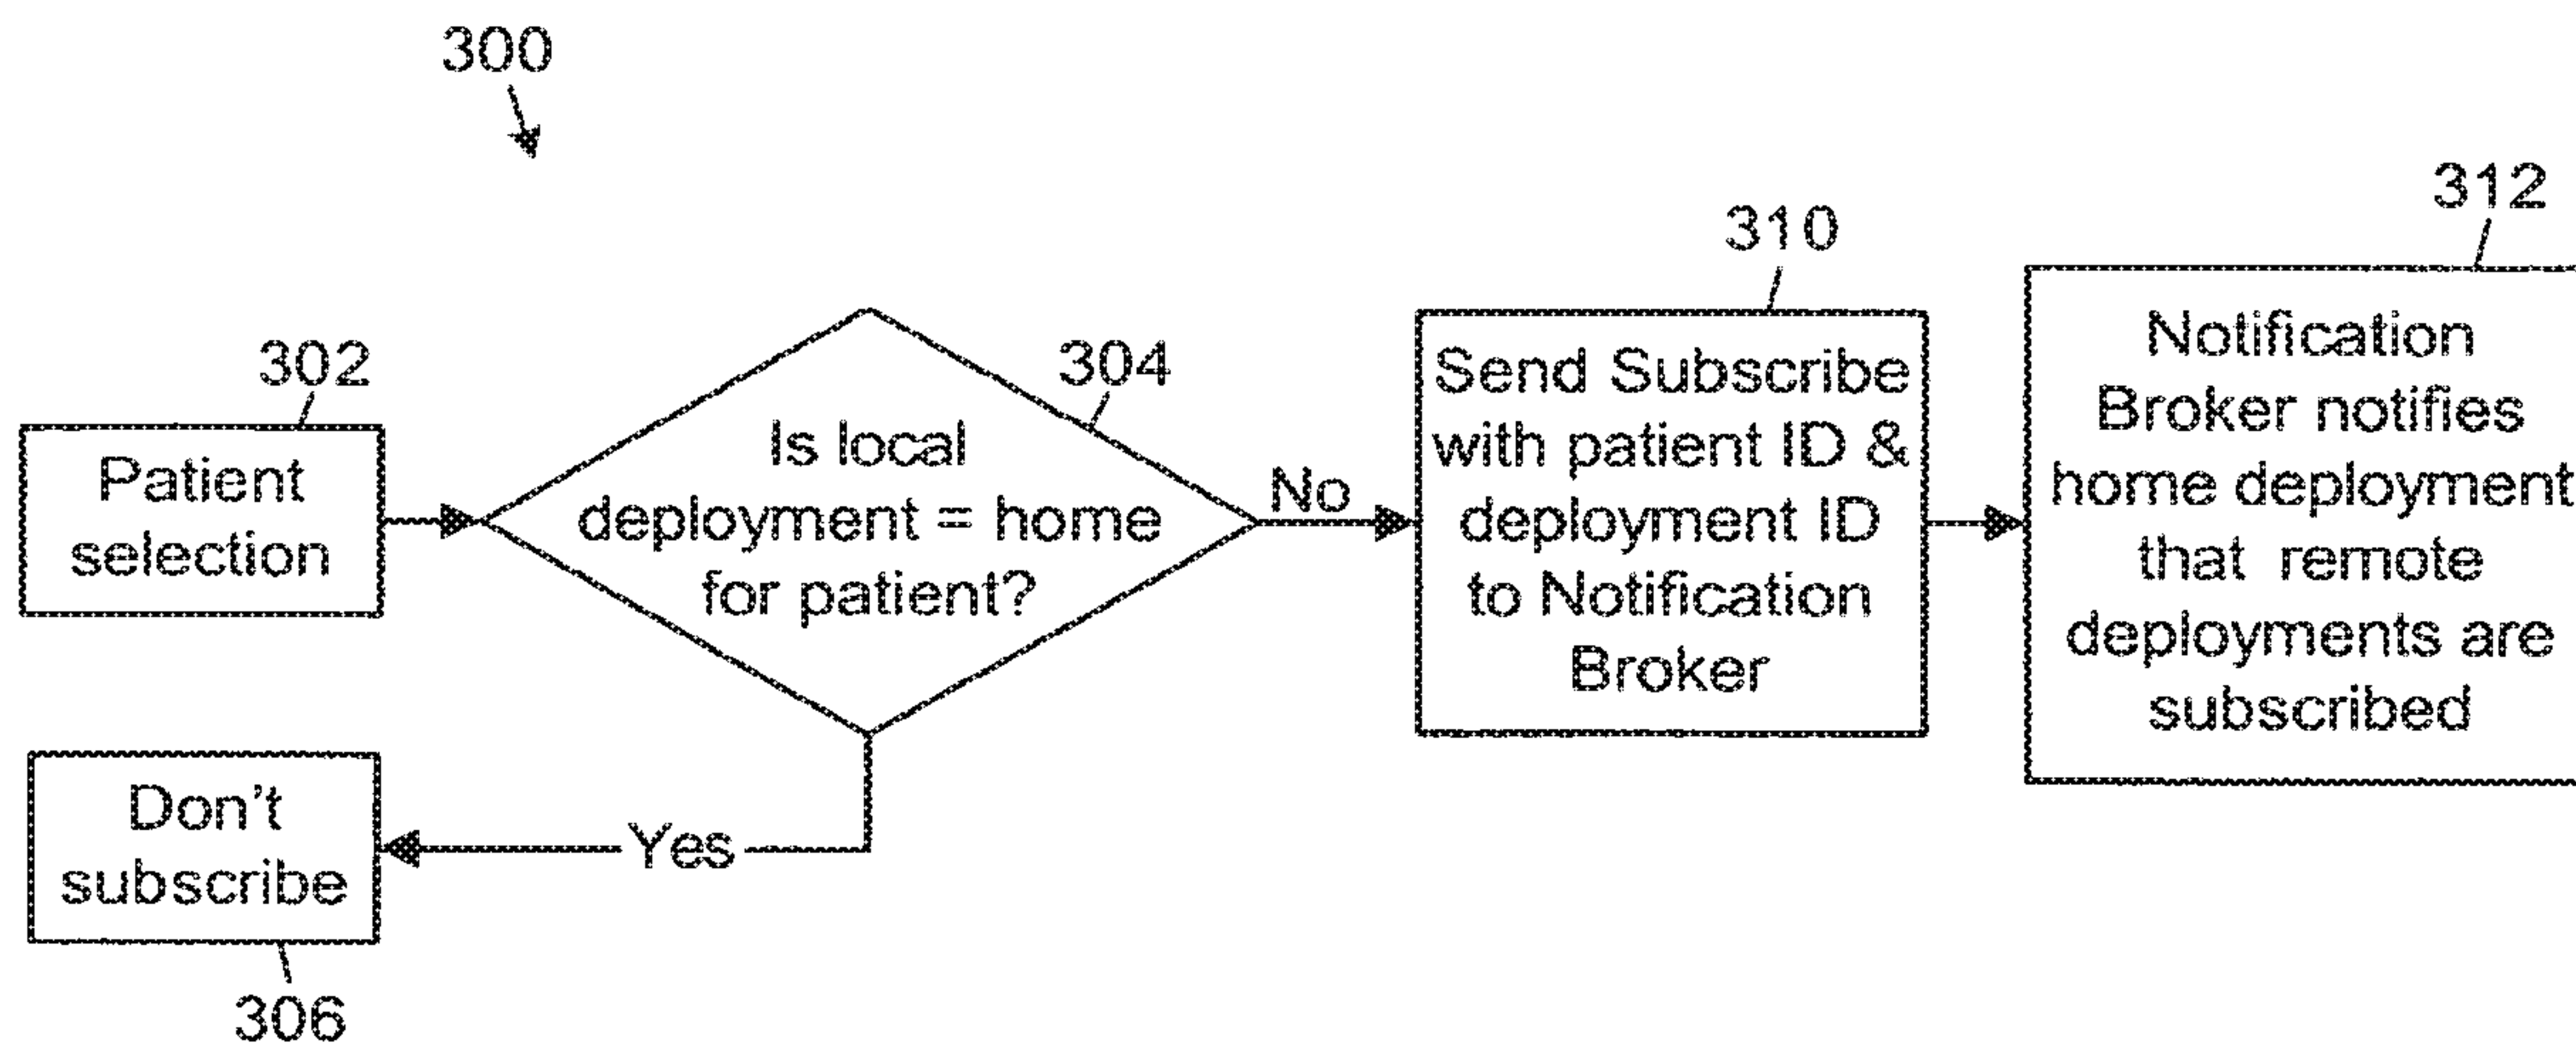 300
302
Patient
selection
304
Is local
deployment = home
for patient?
No
Yes
Don't
subscribe
306
310
Send Subscribe
with patient ID &
deployment ID
to Notification
Broker
312
Notification
Broker notifies
home deployment
that remote
deployments are
subscribed